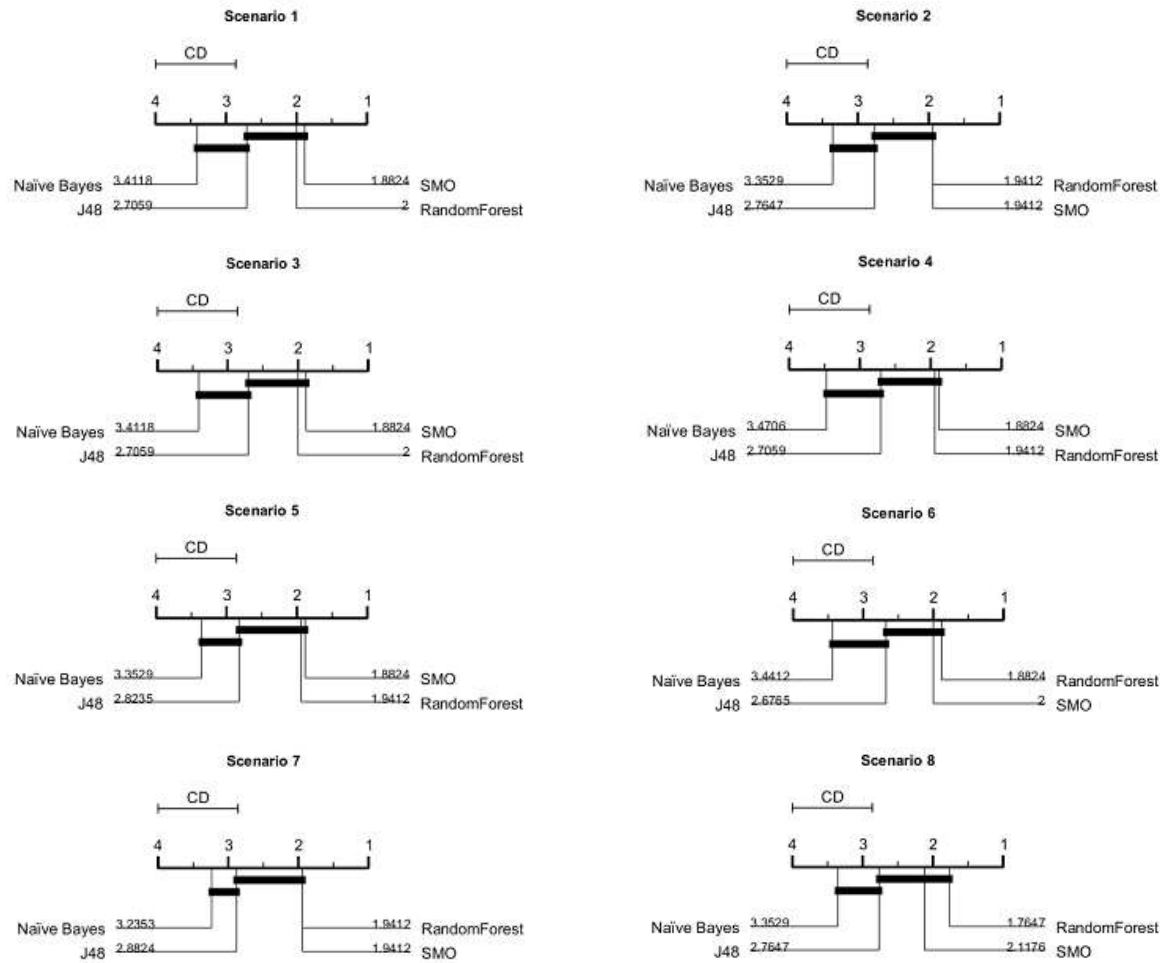 Scenario 1
CD
4 3 2 1
Naïve Bayes 3.4118 1.8824 SMO
J48 2.7059 2 RandomForest
Scenario 2
CD
4 3 2 1
Naïve Bayes 3.3529 1.9412 RandomForest
J48 2.7647 1.9412 SMO
Scenario 3
CD
4 3 2 1
Naïve Bayes 3.4118 1.8824 SMO
J48 2.7059 2 RandomForest
Scenario 4
CD
4 3 2 1
Naïve Bayes 3.4706 1.8824 SMO
J48 2.7059 1.9412 RandomForest
Scenario 5
CD
4 3 2 1
Naïve Bayes 3.3529 1.8824 SMO
J48 2.8235 1.9412 RandomForest
Scenario 6
CD
4 3 2 1
Naïve Bayes 3.4412 1.8824 RandomForest
J48 2.6765 2 SMO
Scenario 7
CD
4 3 2 1
Naïve Bayes 3.2353 1.9412 RandomForest
J48 2.8824 1.9412 SMO
Scenario 8
CD
4 3 2 1
Naïve Bayes 3.3529 1.7647 RandomForest
J48 2.7647 2.1176 SMO